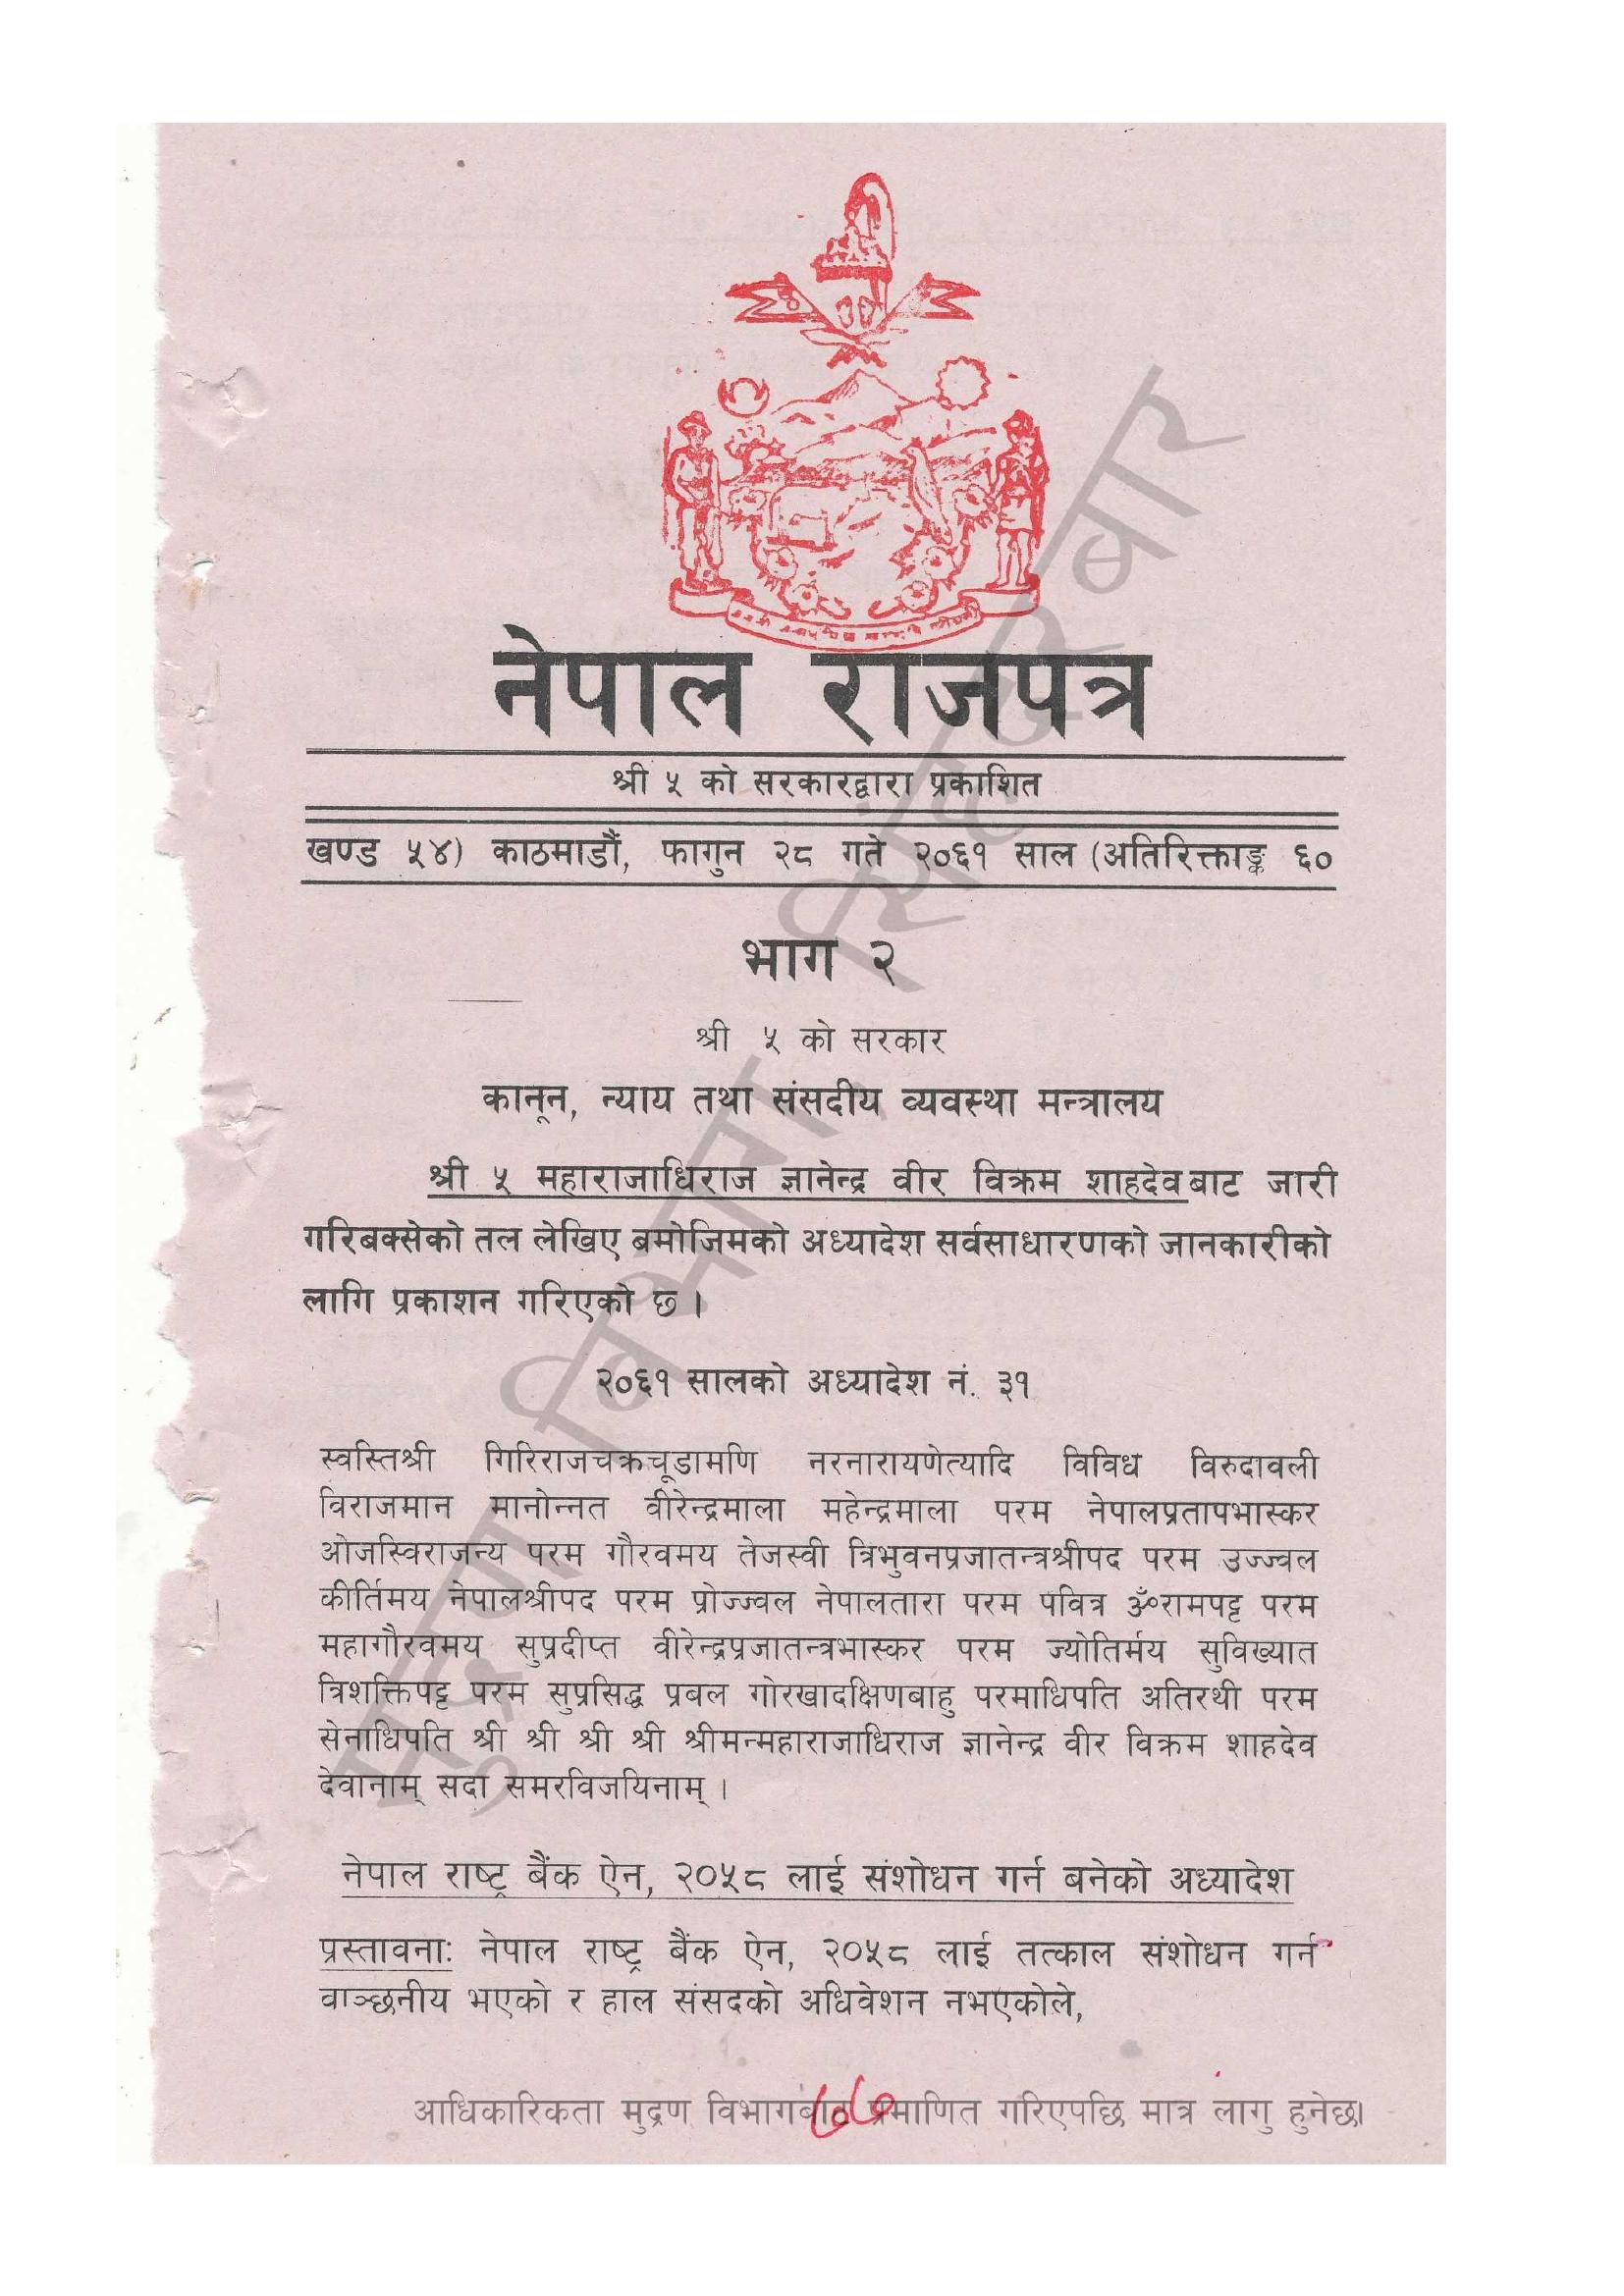 नेपाल राजपत्र
श्री ५ को सरकारद्वारा प्रकाशित
खण्ड ५४) काठमाडौं, फागुन २८ गते २०६१ साल (अतिरिक्ताङ्क ६०
भाग २
श्री ५ को सरकार
कानून, न्याय तथा संसदीय व्यवस्था मन्त्रालय
श्री ५ महाराजाधिराज ज्ञानेन्द्र वीर विक्रम शाहदेवबाट जारी
गरिबक्सेको तल लेखिए बमोजिमको अध्यादेश सर्वसाधारणको जानकारीको
लागि प्रकाशन गरिएको छ ।
२०६१ सालको अध्यादेश नं. ३१
स्वस्तिश्री गिरिराजचक्रचूडामणि नरनारायणेत्यादि विविध विरुदावली
विराजमान मानोन्नत वीरेन्द्रमाला महेन्द्रमाला परम नेपालप्रतापभास्कर
ओजस्विराजन्य परम गौरवमय तेजस्वी त्रिभुवनप्रजातन्त्रश्रीपद परम उज्ज्वल
कीर्तिमय नेपालश्रीपद परम प्रोज्ज्वल नेपालतारा परम पवित्र ॐरामपट्ट परम
महागौरवमय सुप्रदीप्त वीरेन्द्रप्रजातन्त्रभास्कर परम ज्योतिर्मय सुविख्यात
त्रिशक्तिपट्ट परम सुप्रसिद्ध प्रबल गोरखादक्षिणबाहु परमाधिपति अतिरथी परम
सेनाधिपति श्री श्री श्री श्री श्रीमन्महाराजाधिराज ज्ञानेन्द्र वीर विक्रम शाहदेव
देवानाम् सदा समरविजयिनाम् ।
नेपाल राष्ट्र बैंक ऐन, २०५८ लाई संशोधन गर्न बनेको अध्यादेश
प्रस्तावनाः नेपाल राष्ट्र बैंक ऐन, २०५८ लाई तत्काल संशोधन गर्न
वाञ्छनीय भएको र हाल संसदको अधिवेशन नभएकोले,
आधिकारिकता मुद्रण विभागबाट प्रमाणित गरिएपछि मात्र लागु हुनेछ।
मुद्रण विभाग, सिंहदरबार